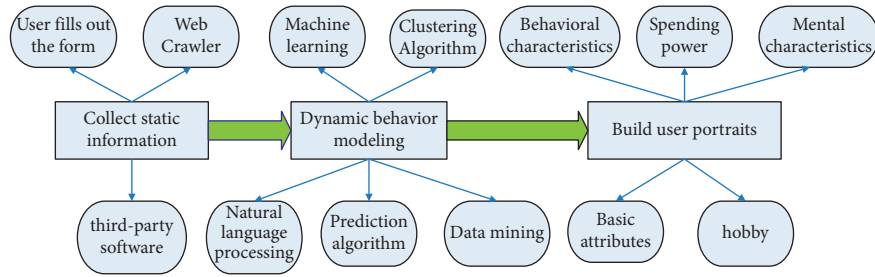 User fills out
the form
Web
Crawler
Machine
learning
Clustering
Algorithm
Behavioral
characteristics
Spending
power
Mental
characteristics
Collect static
information
Dynamic behavior
modeling
Build user portraits
third-party
software
Natural
language
processing
Prediction
algorithm
Data mining
Basic
attributes
hobby